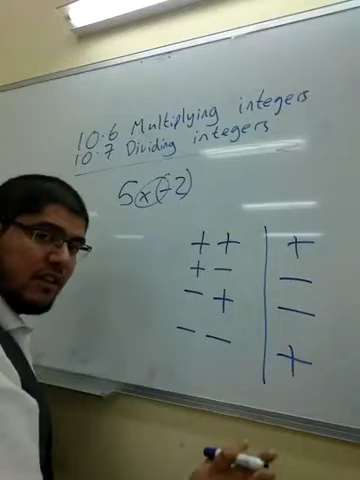 10.6 Multiplying integers
10.7 Dividing integers
5 x (-2)
+ + | +
+ - | -
- + | -
- - | +